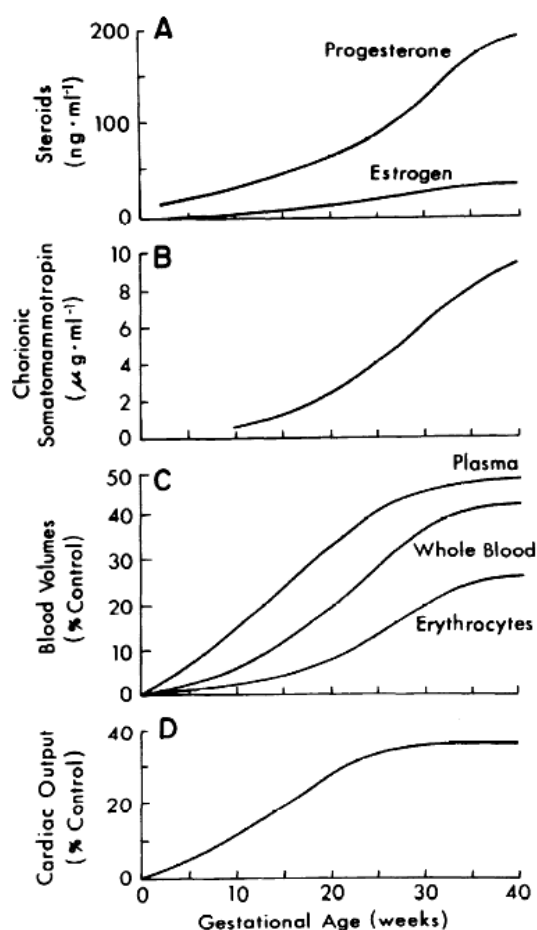 A
200
100
0
Steroids
(ng · ml⁻¹)
Progesterone
Estrogen
B
10
8
6
4
2
0
Chorionic
Somatomammotropin
(μg · ml⁻¹)
C
50
40
30
20
10
0
Blood Volumes
(% Control)
Plasma
Whole Blood
Erythrocytes
D
40
20
0
Cardiac Output
(% Control)
0 10 20 30 40
Gestational Age (weeks)